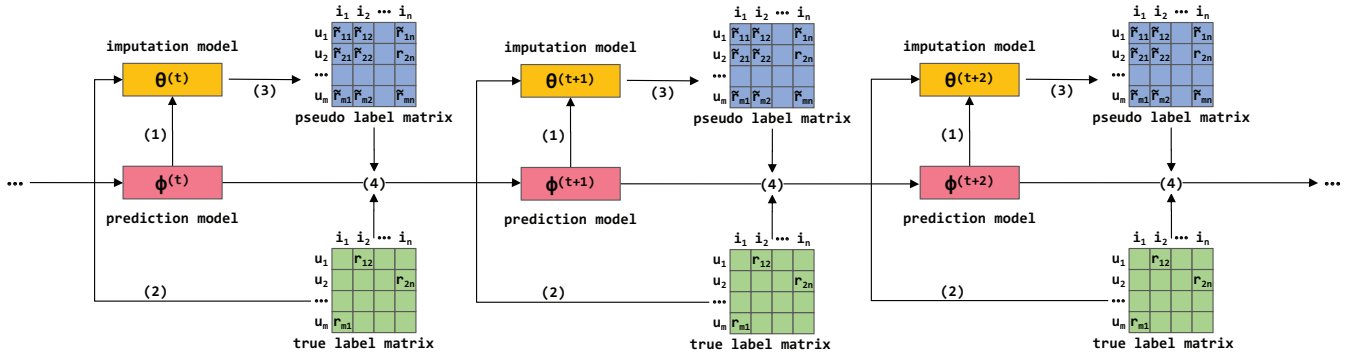 i₁ i₂ ··· iₙ
imputation model
u₁ r̃₁₁ r̃₁₂ r̃₁ₙ
u₂ r̃₂₁ r̃₂₂ r₂ₙ
···
uₘ r̃ₘ₁ r̃ₘ₂ r̃ₘₙ
θ⁽ᵗ⁾
(3)
pseudo label matrix
(1)
··· ϕ⁽ᵗ⁾
(4)
prediction model
i₁ i₂ ··· iₙ
u₁ r₁₂
u₂ r₂ₙ
(2)
···
uₘ rₘ₁
true label matrix
i₁ i₂ ··· iₙ
imputation model
u₁ r̃₁₁ r̃₁₂ r̃₁ₙ
u₂ r̃₂₁ r̃₂₂ r₂ₙ
···
uₘ r̃ₘ₁ r̃ₘ₂ r̃ₘₙ
θ⁽ᵗ⁺¹⁾
(3)
pseudo label matrix
(1)
ϕ⁽ᵗ⁺¹⁾
(4)
prediction model
i₁ i₂ ··· iₙ
u₁ r₁₂
u₂ r₂ₙ
(2)
···
uₘ rₘ₁
true label matrix
i₁ i₂ ··· iₙ
imputation model
u₁ r̃₁₁ r̃₁₂ r̃₁ₙ
u₂ r̃₂₁ r̃₂₂ r₂ₙ
···
uₘ r̃ₘ₁ r̃ₘ₂ r̃ₘₙ
θ⁽ᵗ⁺²⁾
(3)
pseudo label matrix
(1)
ϕ⁽ᵗ⁺²⁾
(4)
···
prediction model
i₁ i₂ ··· iₙ
u₁ r₁₂
u₂ r₂ₙ
(2)
···
uₘ rₘ₁
true label matrix